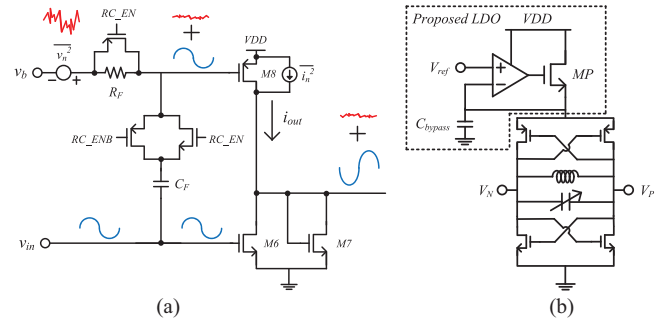 RC_EN
v_n^2
v_b
− +
R_F
+
VDD
M8
i_n^2
i_out
+
RC_ENB
RC_EN
C_F
v_in
M6
M7
(a)
Proposed LDO
VDD
V_ref
+
−
MP
C_bypass
V_N
V_P
(b)